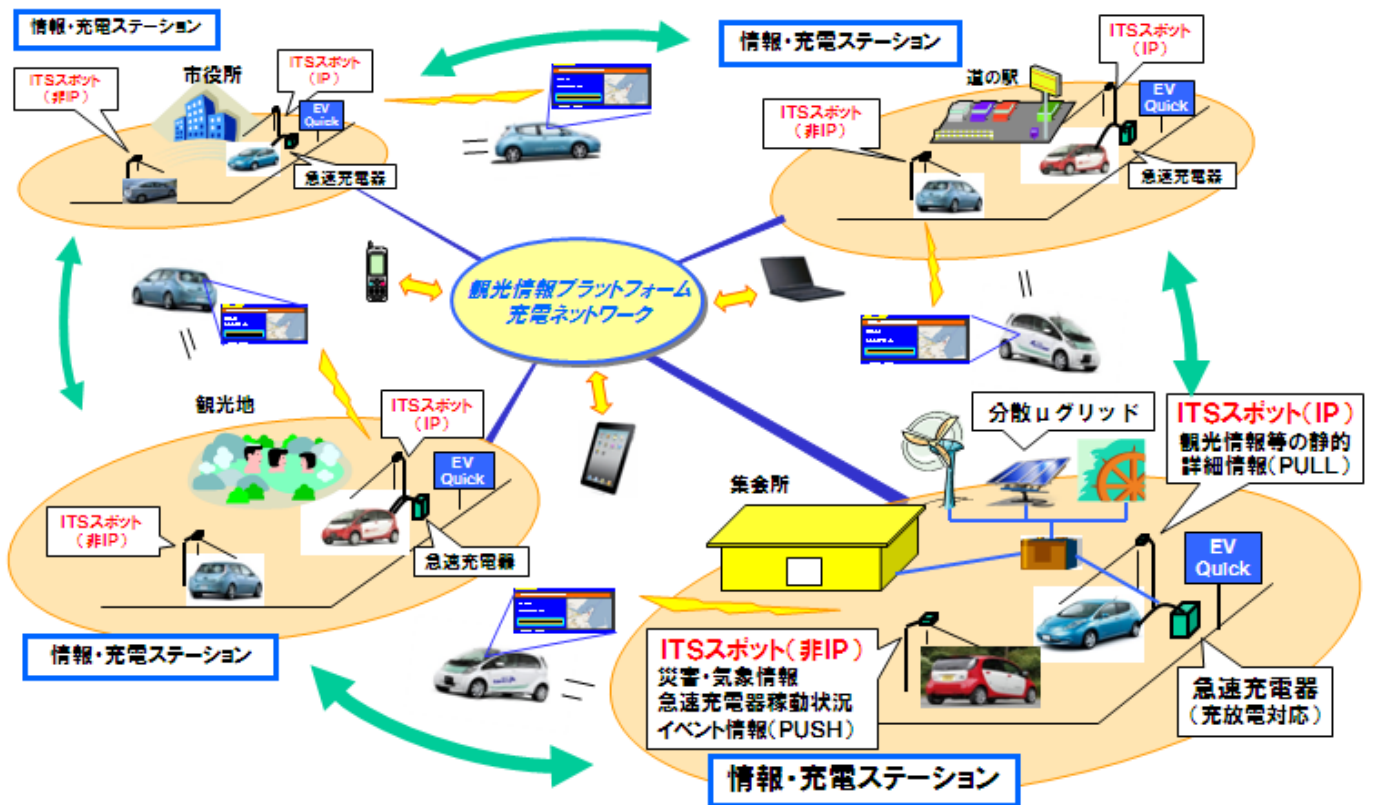 情報・充電ステーション
市役所
ITSスポット
(非IP)
ITSスポット
(IP)
EV
Quick
急速充電器
情報・充電ステーション
道の駅
ITSスポット
(IP)
ITSスポット
(非IP)
EV
Quick
急速充電器
観光情報プラットフォーム
充電ネットワーク
観光地
ITSスポット
(IP)
EV
Quick
ITSスポット
(非IP)
急速充電器
情報・充電ステーション
分散μグリッド
集会所
ITSスポット(IP)
観光情報等の静的
詳細情報(PULL)
EV
Quick
ITSスポット(非IP)
災害・気象情報
急速充電器稼動状況
イベント情報(PUSH)
急速充電器
(充放電対応)
情報・充電ステーション